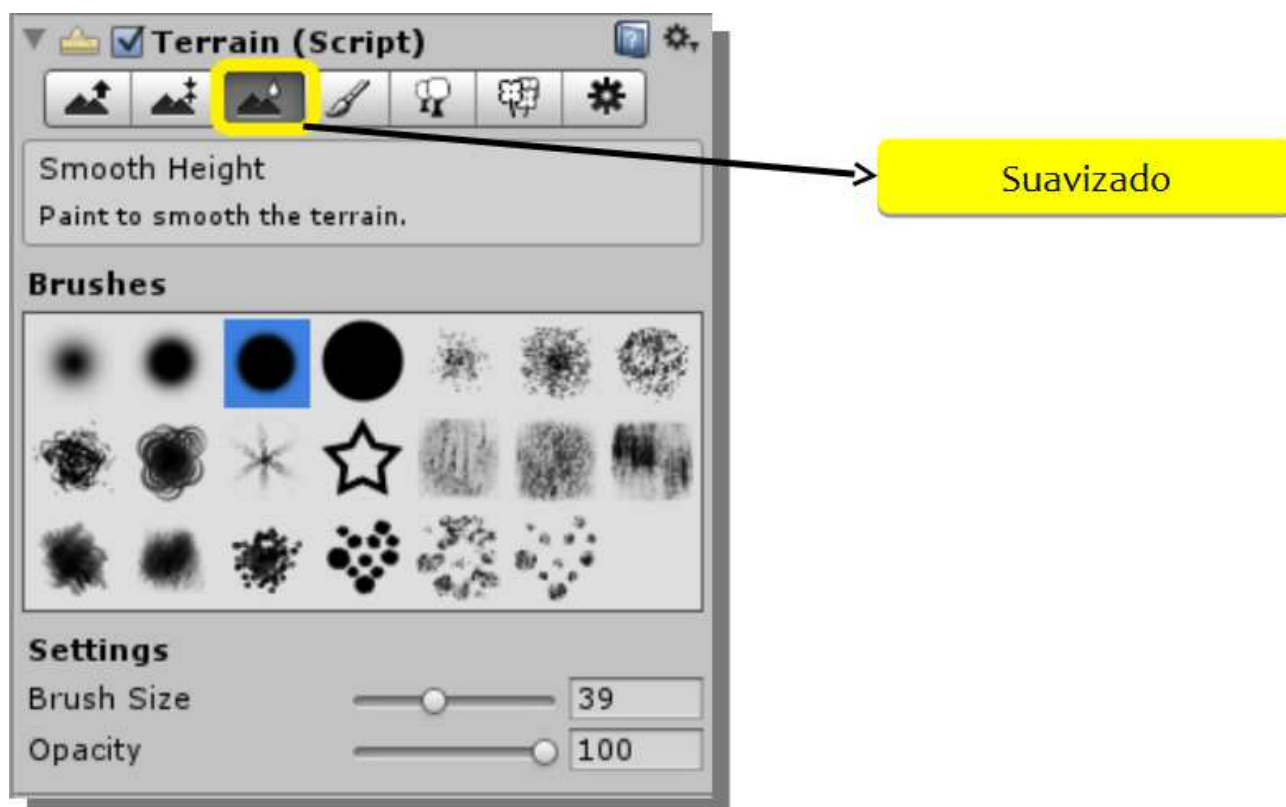 Terrain (Script)
Smooth Height
Paint to smooth the terrain.
Suavizado
Brushes
Settings
Brush Size 39
Opacity 100